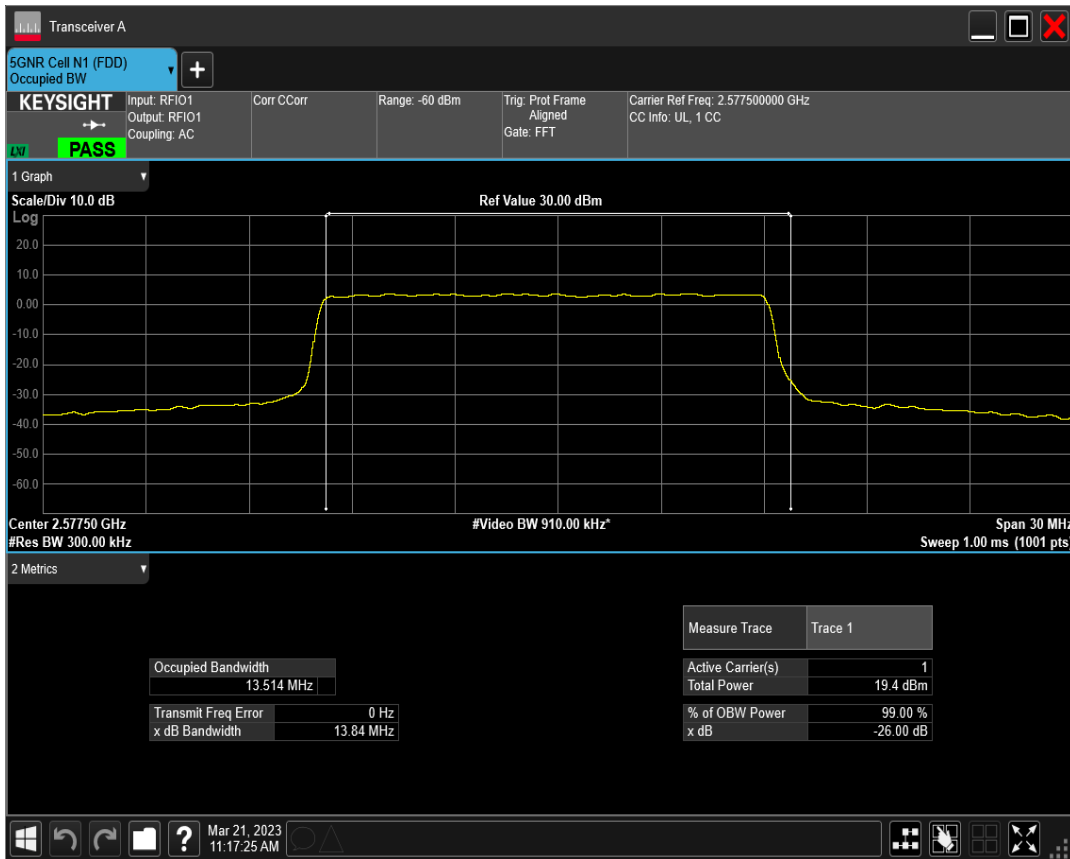 Transceiver A
5GNR Cell N1 (FDD)
Occupied BW
+
KEYSIGHT
LXI
PASS
Input: RFIO1
Output: RFIO1
Coupling: AC
Corr CCorr
Range: -60 dBm
Trig: Prot Frame
Aligned
Gate: FFT
Carrier Ref Freq: 2.577500000 GHz
CC Info: UL, 1 CC
1 Graph
Scale/Div 10.0 dB
Ref Value 30.00 dBm
Log
20.0
10.0
0.00
-10.0
-20.0
-30.0
-40.0
-50.0
-60.0
Center 2.57750 GHz
#Video BW 910.00 kHz*
Span 30 MHz
#Res BW 300.00 kHz
Sweep 1.00 ms (1001 pts)
2 Metrics
Measure Trace Trace 1
Occupied Bandwidth
13.514 MHz
Transmit Freq Error 0 Hz
x dB Bandwidth 13.84 MHz
Active Carrier(s) 1
Total Power 19.4 dBm
% of OBW Power 99.00 %
x dB -26.00 dB
?
Mar 21, 2023
11:17:25 AM